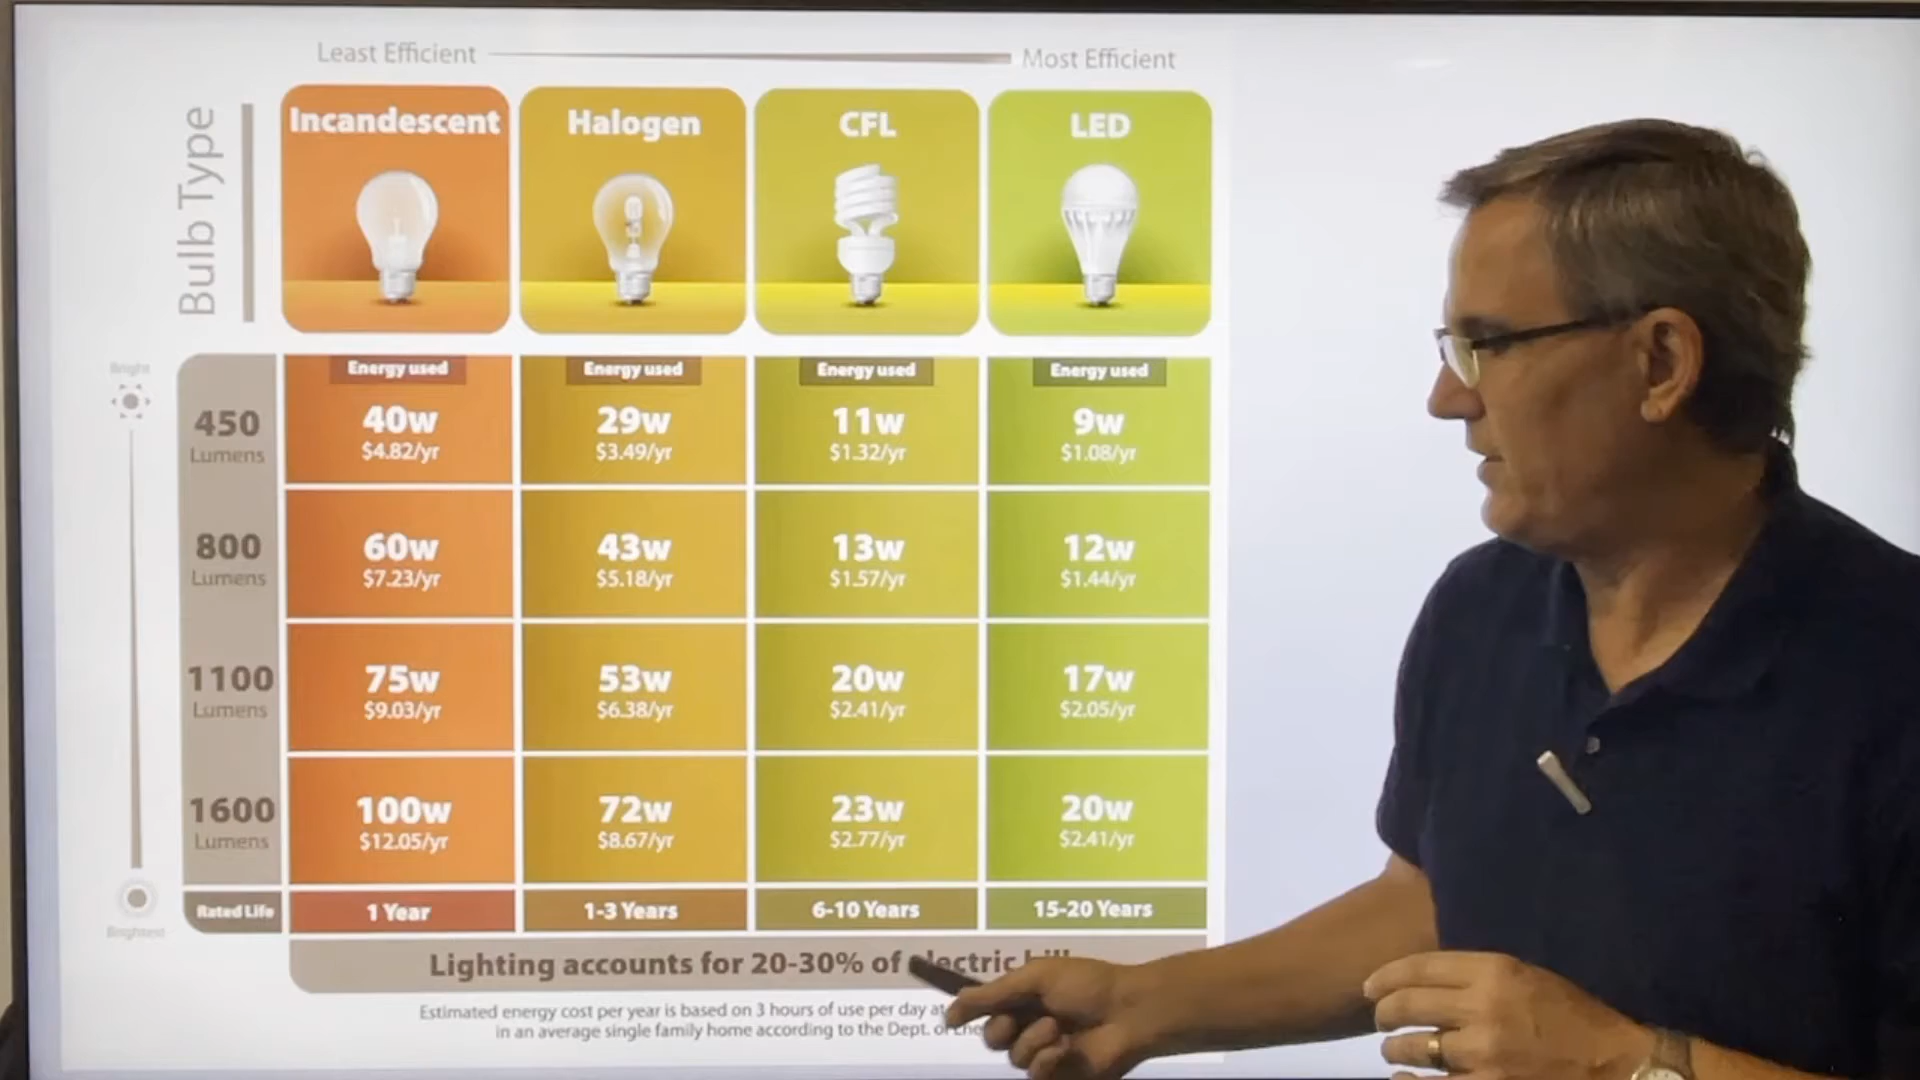 Least Efficient
Most Efficient
Bulb Type
Incandescent
Halogen
CFL
LED
Bright
Energy used
Energy used
Energy used
Energy used
450
Lumens
40w
$4.82/yr
29w
$3.49/yr
11w
$1.32/yr
9w
$1.08/yr
800
Lumens
60w
$7.23/yr
43w
$5.18/yr
13w
$1.57/yr
12w
$1.44/yr
1100
Lumens
75w
$9.03/yr
53w
$6.38/yr
20w
$2.41/yr
17w
$2.05/yr
1600
Lumens
100w
$12.05/yr
72w
$8.67/yr
23w
$2.77/yr
20w
$2.41/yr
Rated Life
1 Year
1-3 Years
6-10 Years
15-20 Years
Brightest
Lighting accounts for 20-30% of electric
Estimated energy cost per year is based on 3 hours of use per day at
in an average single family home according to the Dept. of